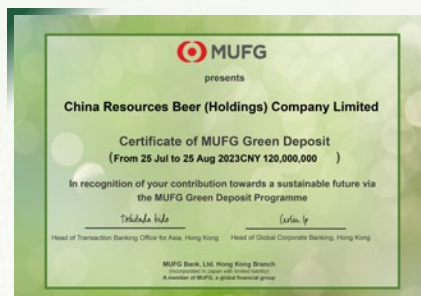 MUFG
presents
China Resources Beer (Holdings) Company Limited
Certificate of MUFG Green Deposit
(From 25 Jul to 25 Aug 2023CNY 120,000,000 )
In recognition of your contribution towards a sustainable future via
the MUFG Green Deposit Programme
Head of Transaction Banking Office for Asia, Hong Kong Head of Global Corporate Banking, Hong Kong
MUFG Bank, Ltd. Hong Kong Branch
(incorporated in Japan with limited liability)
A member of MUFG, a global financial group